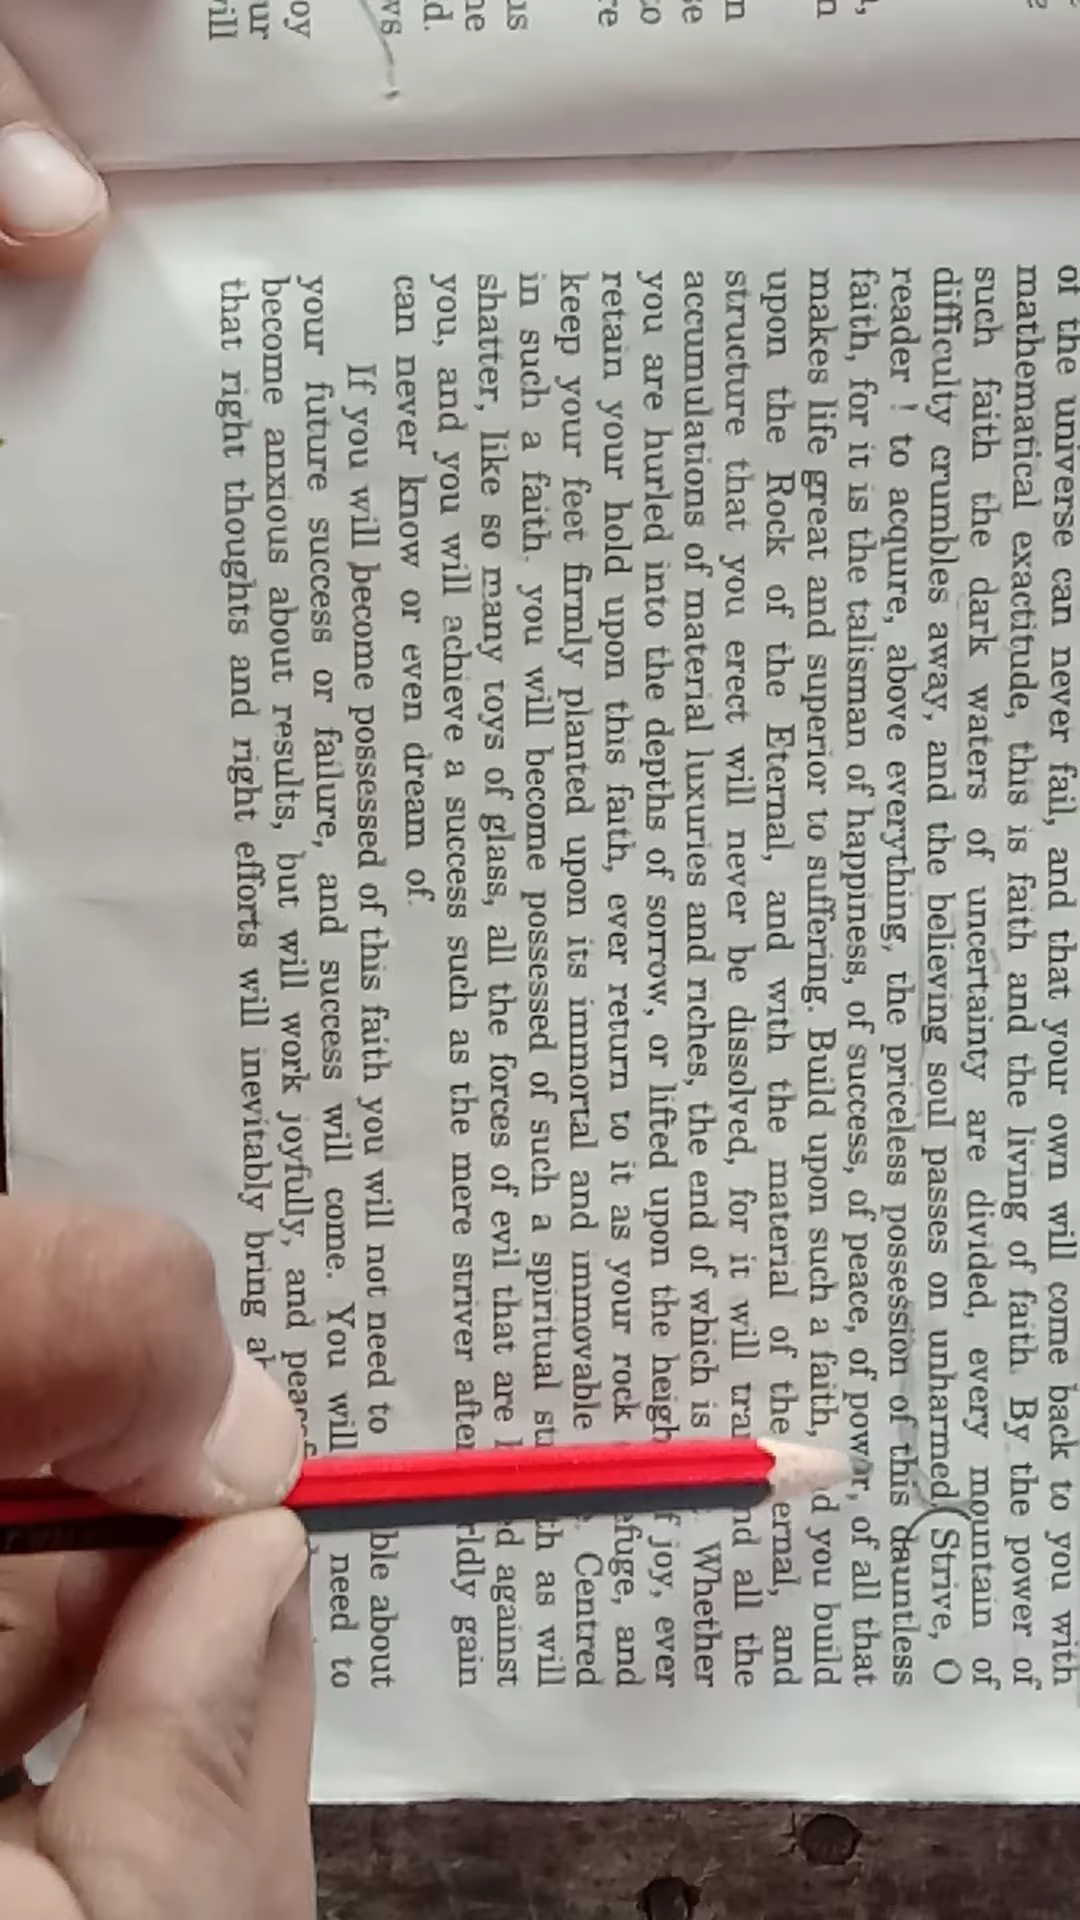 of the universe can never fail, and that your own will come back to you with
mathematical exactitude, this is faith and the living of faith. By the power of
such faith the dark waters of uncertainty are divided, every mountain of
difficulty crumbles away, and the believing soul passes on unharmed. (Strive, O
reader ! to acquure, above everything, the priceless possession of this dauntless
faith, for it is the talisman of happiness, of success, of peace, of power, of all that
makes life great and superior to suffering. Build upon such a faith, you build
upon the Rock of the Eternal, and with the material of the and
structure that you erect will never be dissolved, for it will all the
accumulations of material luxuries and riches, the end of which is Whether
you are hurled into the depths of sorrow, or lifted upon the joy, ever
retain your hold upon this faith, ever return to it as your rock and
keep your feet firmly planted upon its immortal and immovable Centred
in such a faith, you will become possessed of such a spiritual as will
shatter, like so many toys of glass, all the forces of evil that are against
you, and you will achieve a success such as the mere striver after gain
can never know or even dream of.
If you will become possessed of this faith you will not need to about
your future success or failure, and success will come. You will need to
become anxious about results, but will work joyfully, and
that right thoughts and right efforts will inevitably bring